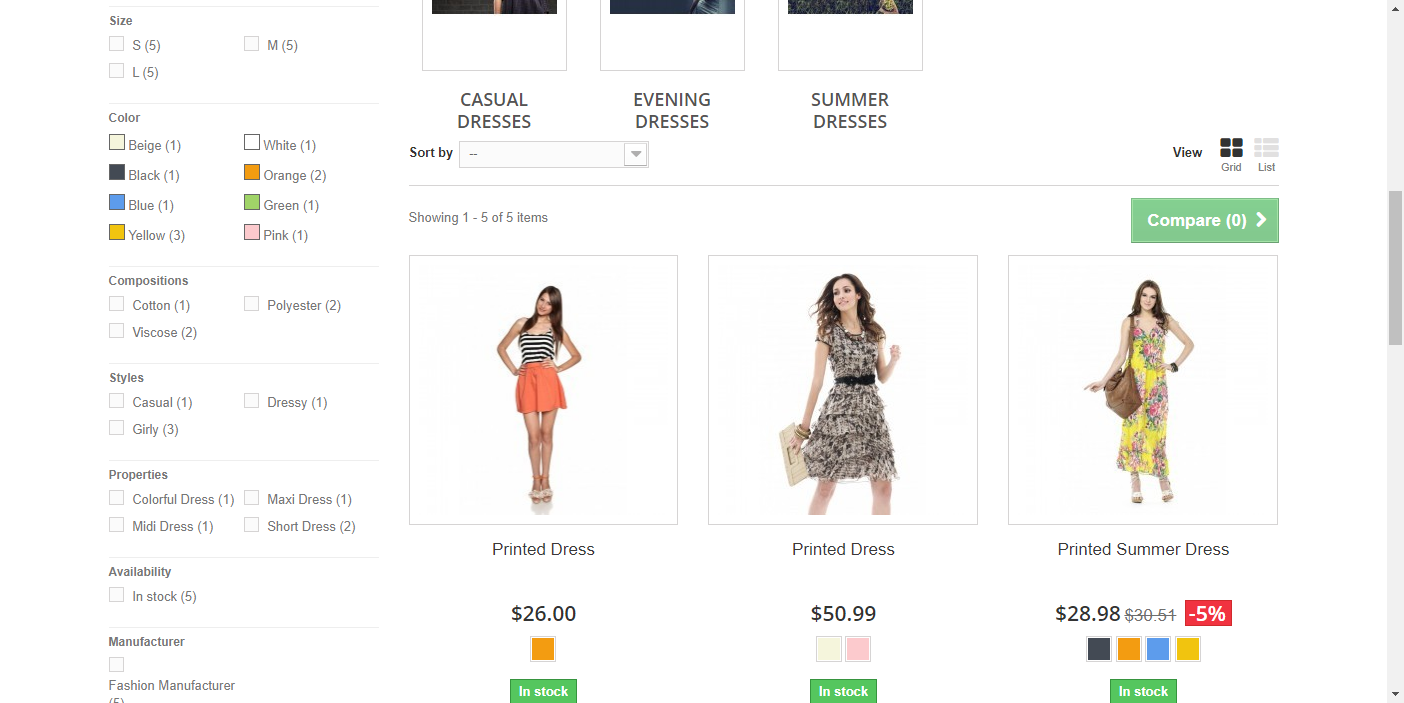 Size
S (5)
M (5)
L (5)
Color
Beige (1)
White (1)
Black (1)
Orange (2)
Blue (1)
Green (1)
Yellow (3)
Pink (1)
Compositions
Cotton (1)
Polyester (2)
Viscose (2)
Styles
Casual (1)
Dressy (1)
Girly (3)
Properties
Colorful Dress (1)
Maxi Dress (1)
Midi Dress (1)
Short Dress (2)
Availability
In stock (5)
Manufacturer
Fashion Manufacturer
(5)
CASUAL
DRESSES
EVENING
DRESSES
SUMMER
DRESSES
Sort by
--
View
Grid
List
Showing 1 - 5 of 5 items
Compare (0)
Printed Dress
$26.00
In stock
Printed Dress
$50.99
In stock
Printed Summer Dress
$28.98 $30.51 -5%
In stock